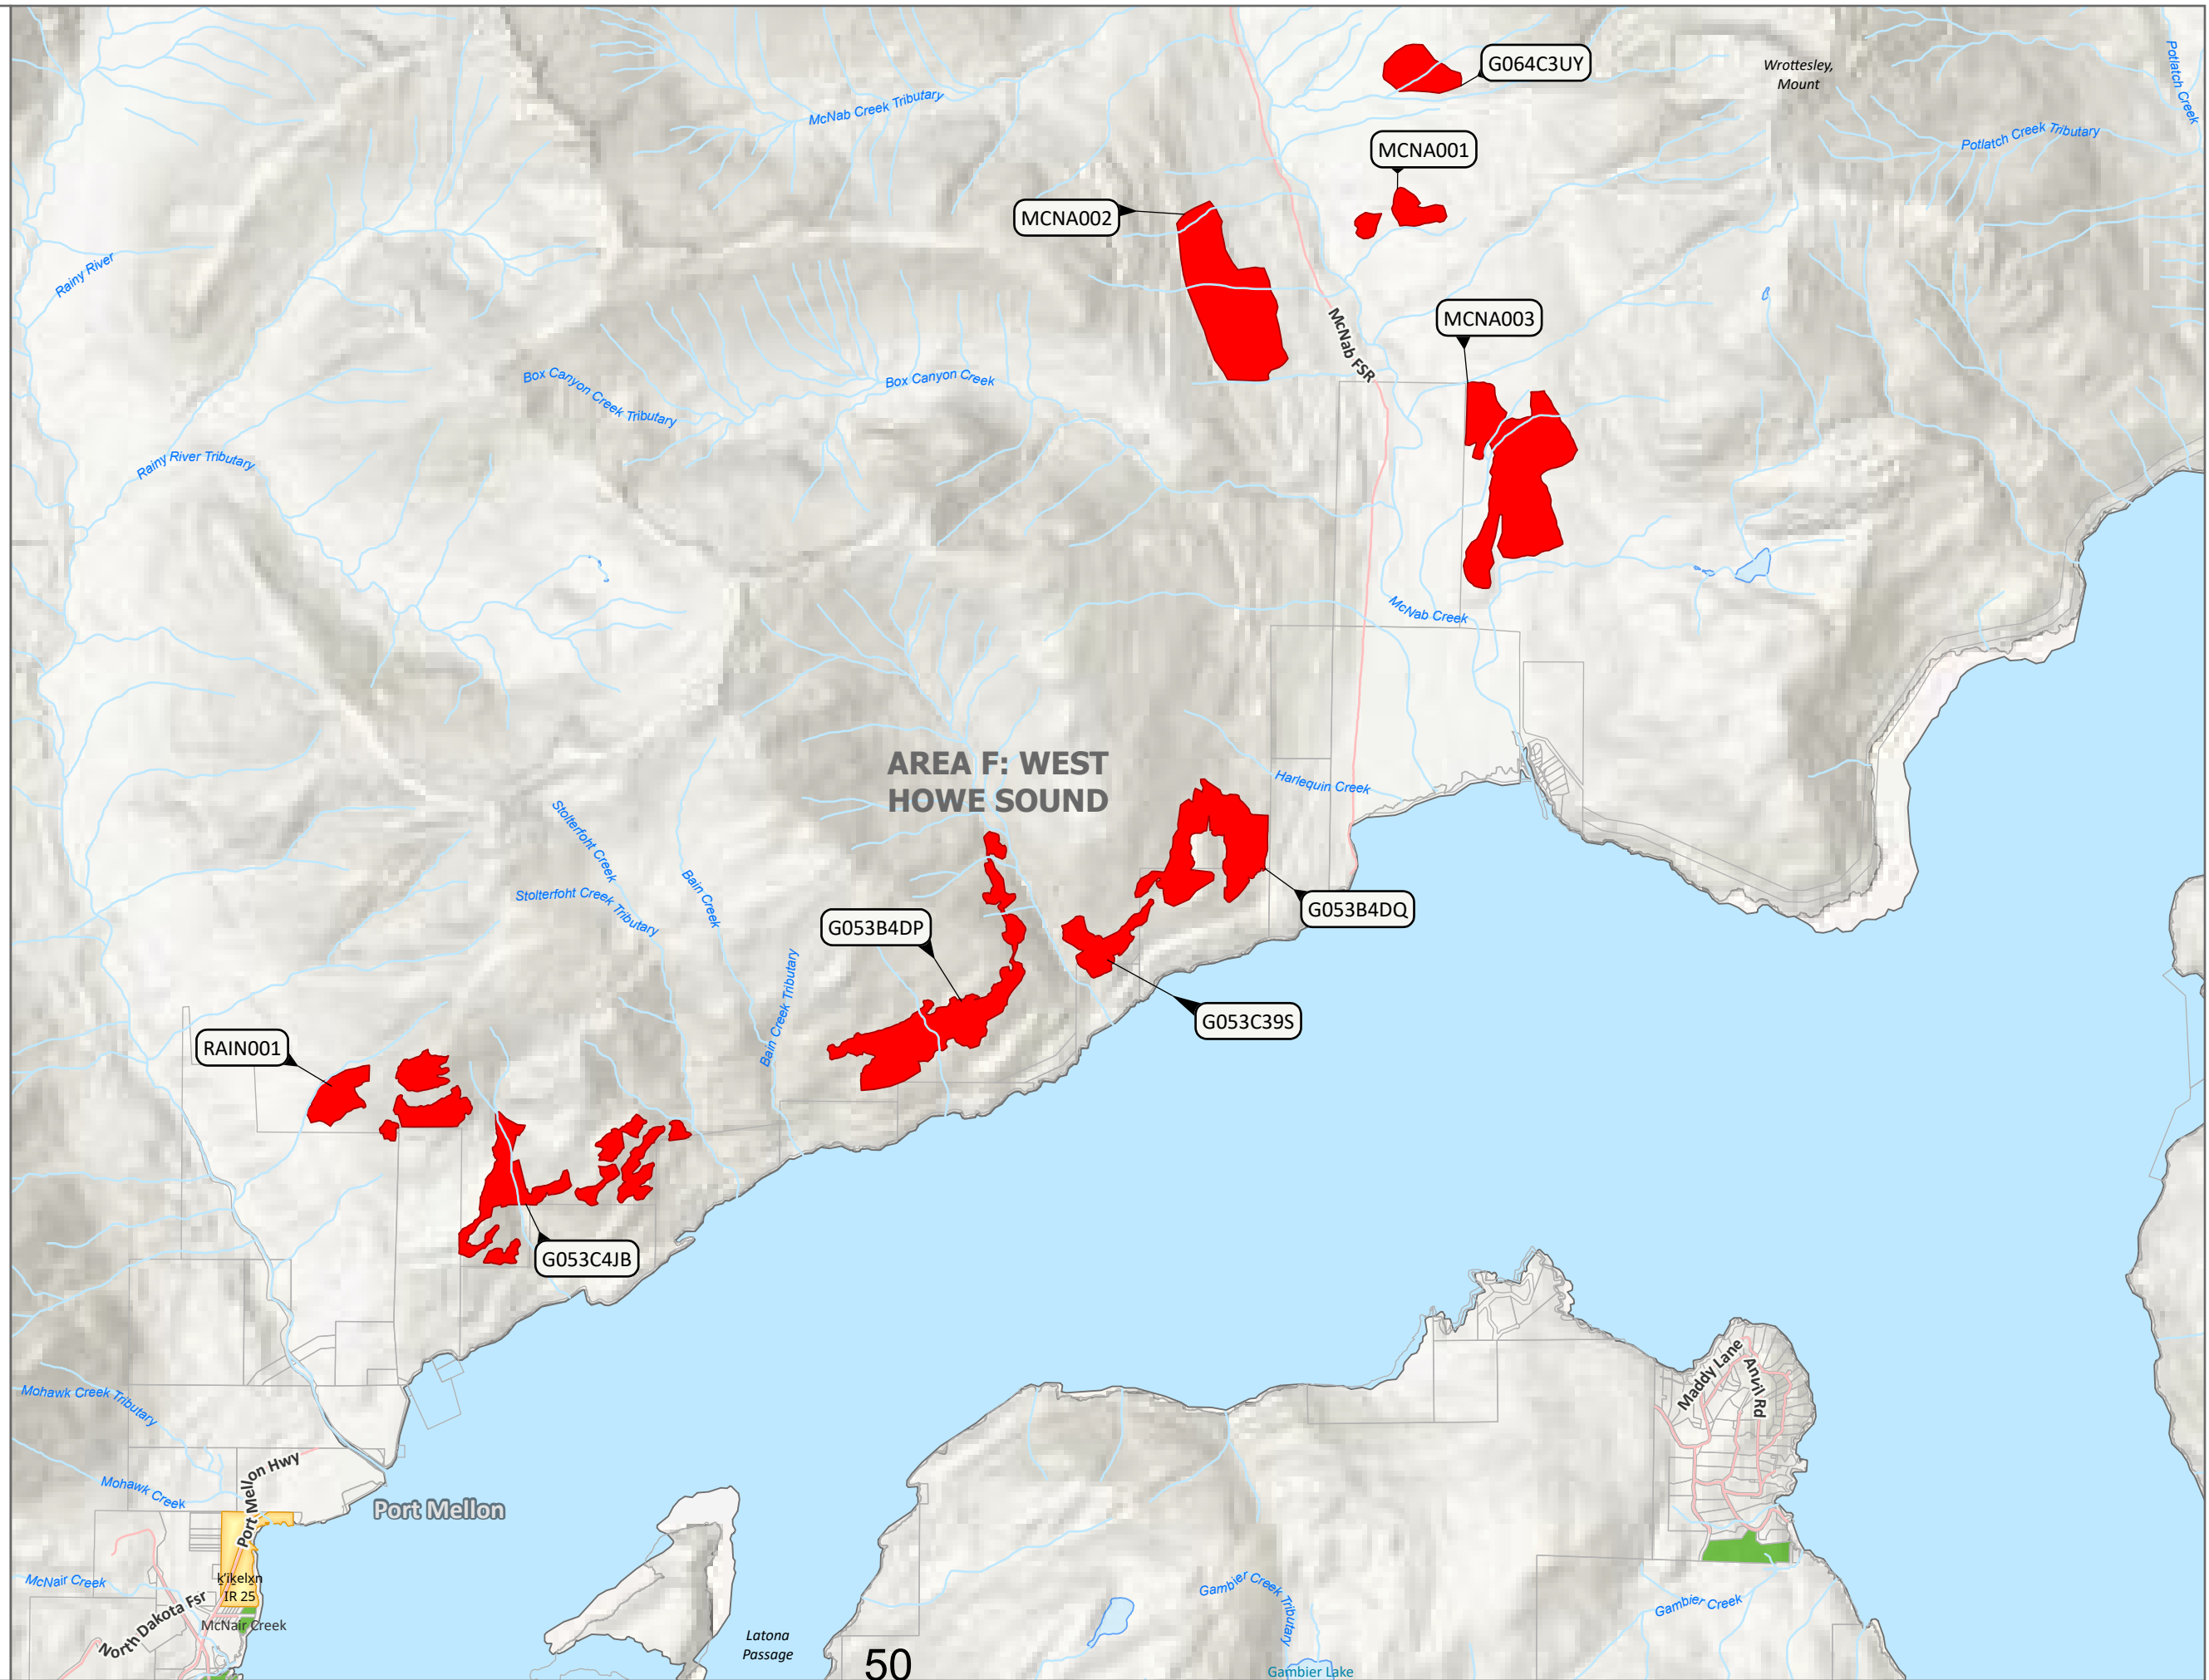 G064C3UY
Wrottesley,
Mount
Potlatch Creek
McNab Creek Tributary
Potlatch Creek Tributary
MCNA001
MCNA002
Rainy River
MCNA003
McNab FSR
Box Canyon Creek Tributary
Box Canyon Creek
Rainy River Tributary
McNab Creek
AREA F: WEST
HOWE SOUND
Harlequin Creek
Stolterfoht Creek
Stolterfoht Creek Tributary
Bain Creek
G053B4DQ
G053B4DP
Bain Creek Tributary
G053C39S
RAIN001
G053C4JB
Maddy Lane
Anvil Rd
Mohawk Creek Tributary
Port Mellon Hwy
Mohawk Creek
Port Mellon
k̓ík̓elxn
IR 25
McNair Creek
North Dakota Fsr
McNair Creek
Gambier Creek Tributary
Gambier Creek
Latona
Passage
50
Gambier Lake